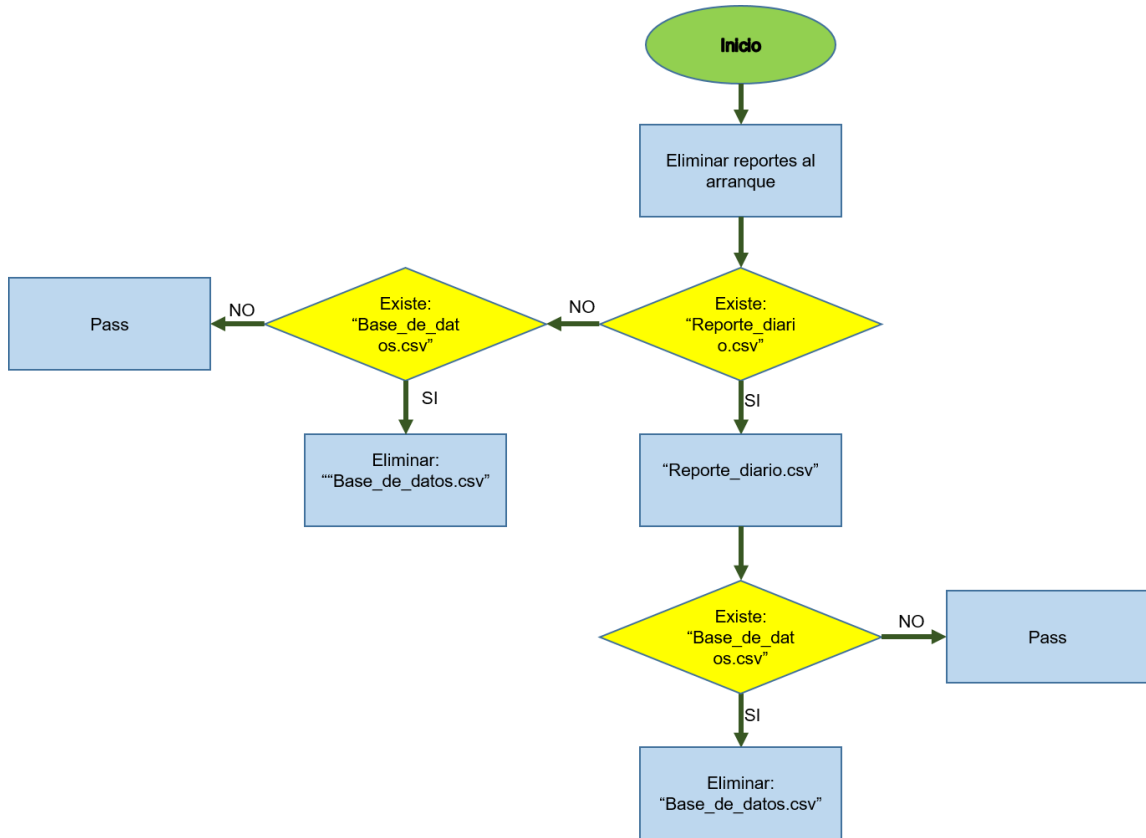 Inicio
Eliminar reportes al
arranque
Pass
NO
Existe:
“Base_de_dat
os.csv”
NO
Existe:
“Reporte_diari
o.csv”
SI
SI
Eliminar:
““Base_de_datos.csv”
“Reporte_diario.csv”
Existe:
“Base_de_dat
os.csv”
NO
Pass
SI
Eliminar:
“Base_de_datos.csv”